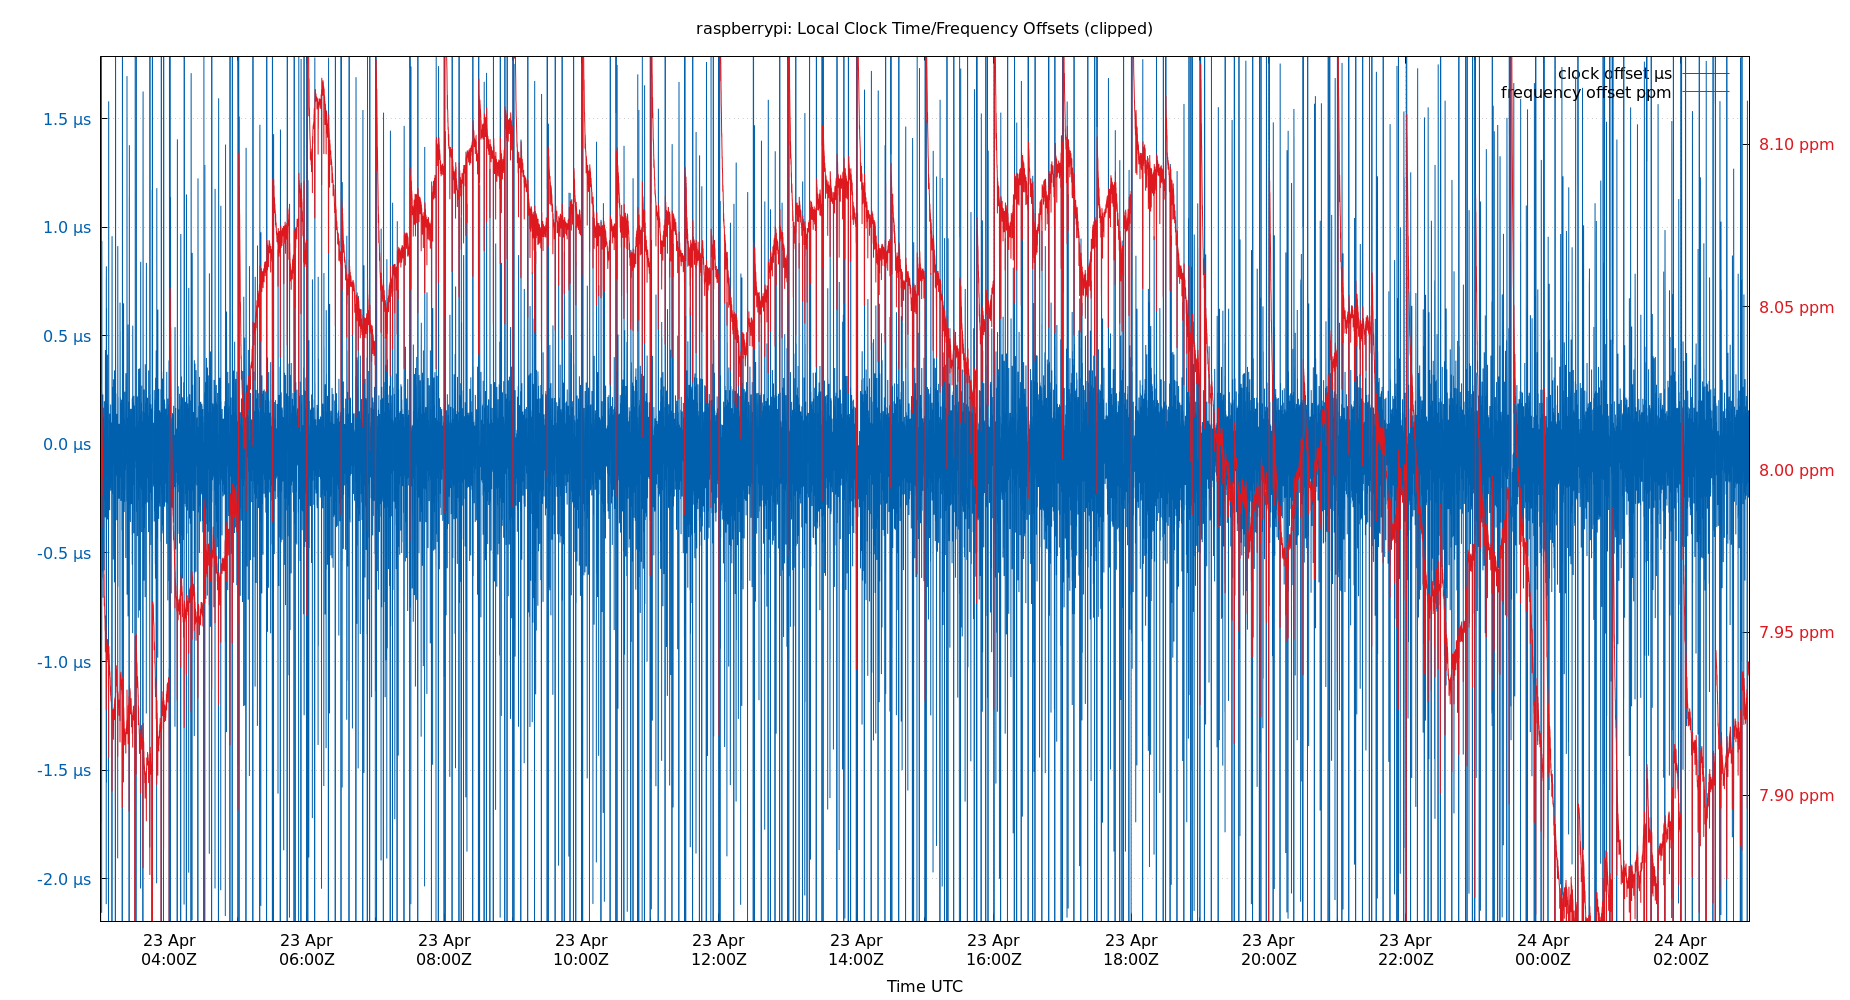 raspberrypi: Local Clock Time/Frequency Offsets (clipped)
clock offset µs
frequency offset ppm
1.5 µs
1.0 µs
0.5 µs
0.0 µs
-0.5 µs
-1.0 µs
-1.5 µs
-2.0 µs
8.10 ppm
8.05 ppm
8.00 ppm
7.95 ppm
7.90 ppm
23 Apr 23 Apr 23 Apr 23 Apr 23 Apr 23 Apr 23 Apr 23 Apr 23 Apr 23 Apr 24 Apr 24 Apr
04:00Z 06:00Z 08:00Z 10:00Z 12:00Z 14:00Z 16:00Z 18:00Z 20:00Z 22:00Z 00:00Z 02:00Z
Time UTC